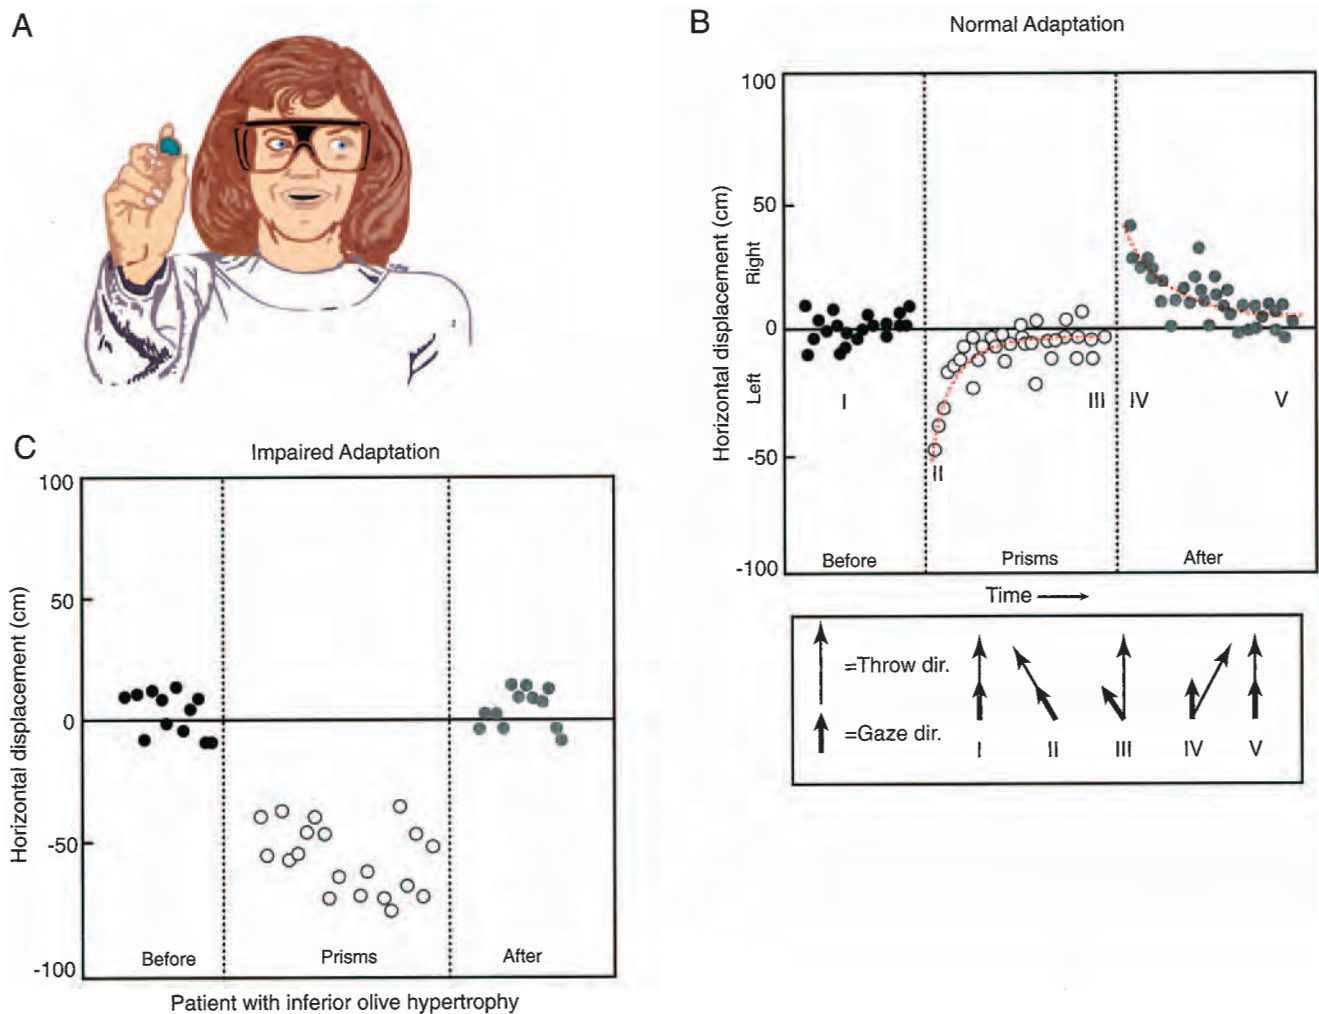 A
B
Normal Adaptation
100
50
0
-50
-100
Horizontal displacement (cm)
Left Right
I
II
III
IV
V
Before
Prisms
After
Time
=Throw dir.
=Gaze dir.
I
II
III
IV
V
C
Impaired Adaptation
100
50
0
-50
-100
Horizontal displacement (cm)
Before
Prisms
After
Patient with inferior olive hypertrophy